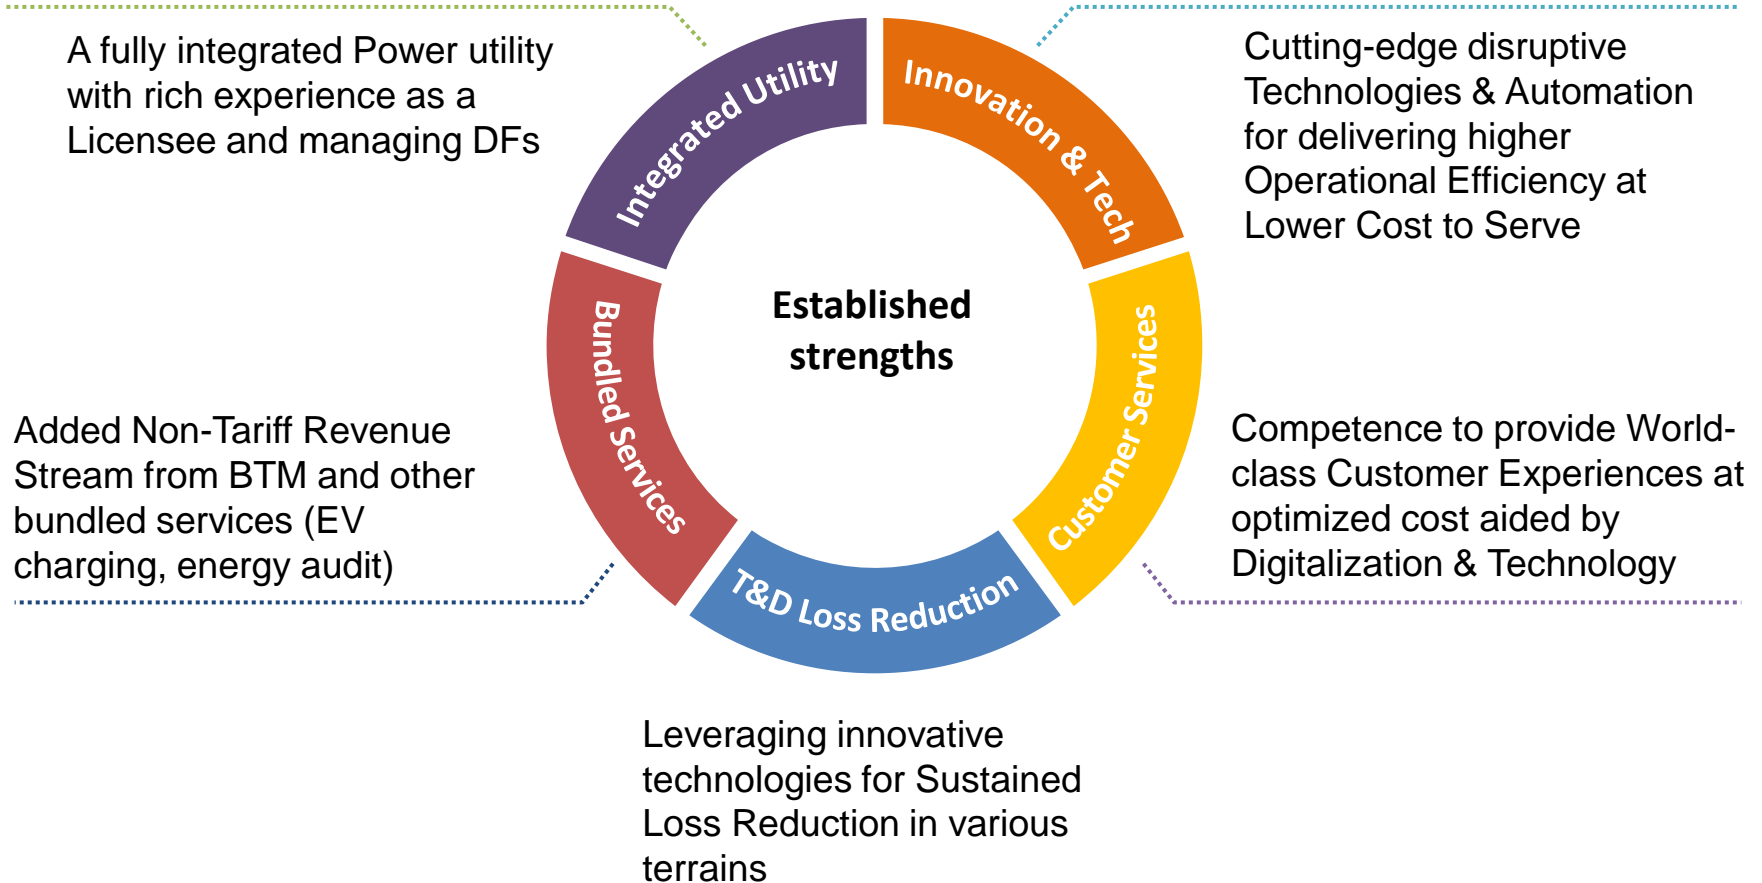 A fully integrated Power utility
with rich experience as a
Licensee and managing DFs
Integrated Utility
Innovation & Tech
Cutting-edge disruptive
Technologies & Automation
for delivering higher
Operational Efficiency at
Lower Cost to Serve
Established
strengths
Bundled Services
Customer Services
Added Non-Tariff Revenue
Stream from BTM and other
bundled services (EV
charging, energy audit)
Competence to provide World-
class Customer Experiences at
optimized cost aided by
Digitalization & Technology
T&D Loss Reduction
Leveraging innovative
technologies for Sustained
Loss Reduction in various
terrains